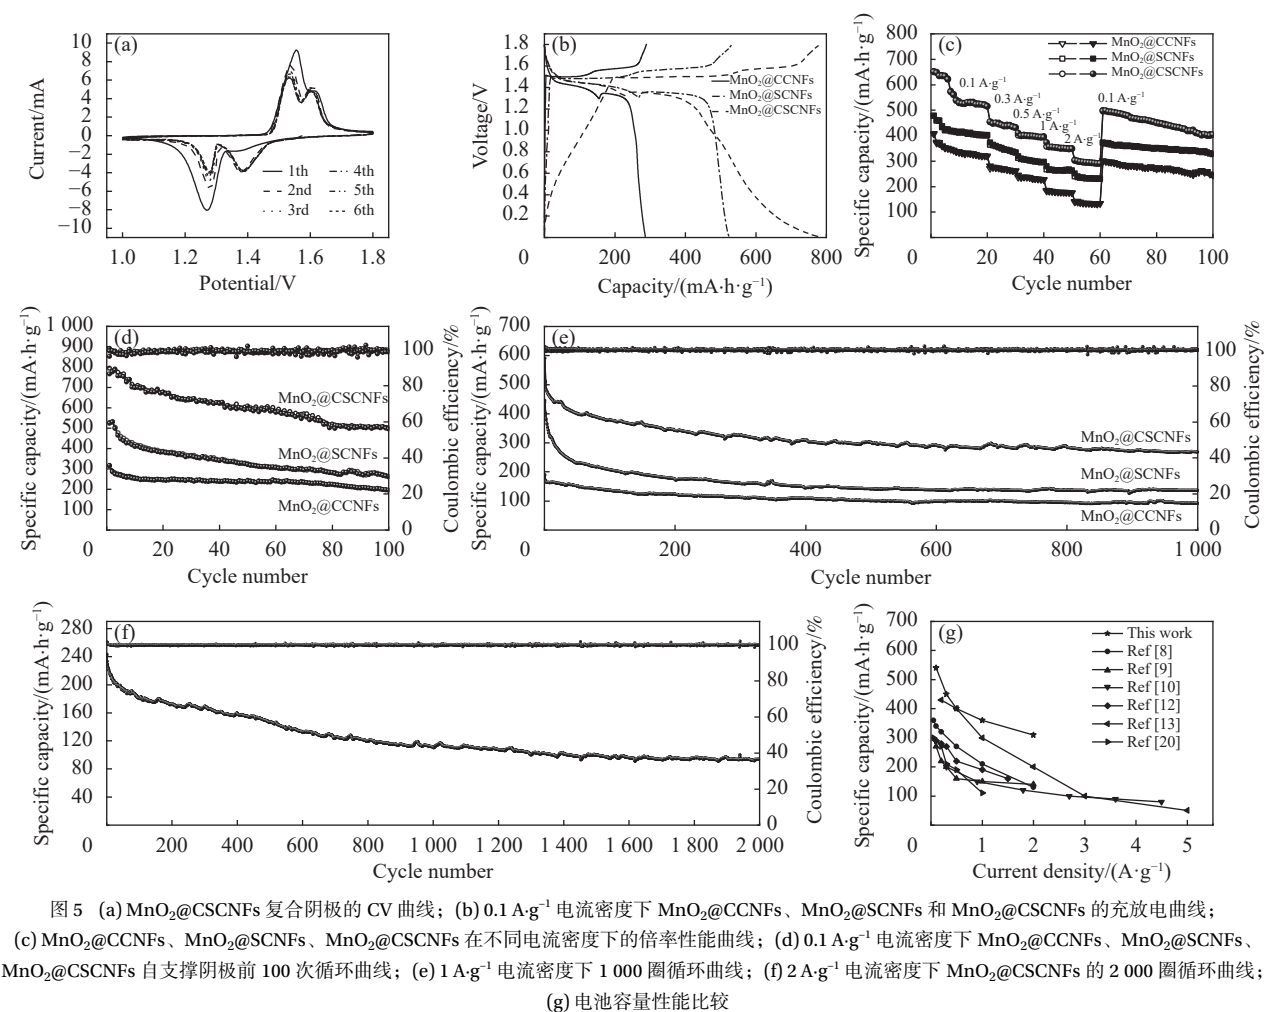 (a)
10
8
6
4
2
0
−2
−4
−6
−8
−10
Current/mA
1th
2nd
3rd
4th
5th
6th
1.0
1.2
1.4
1.6
1.8
Potential/V
(b)
1.8
1.6
1.4
1.2
1.0
0.8
0.6
0.4
0.2
Voltage/V
MnO₂@CCNFs
MnO₂@SCNFs
MnO₂@CSCNFs
0
200
400
600
800
Capacity/(mA·h·g⁻¹)
(c)
800
700
600
500
400
300
200
100
Specific capacity/(mA·h·g⁻¹)
MnO₂@CCNFs
MnO₂@SCNFs
MnO₂@CSCNFs
0.1 A·g⁻¹
0.3 A·g⁻¹
0.5 A·g⁻¹
1 A·g⁻¹
2 A·g⁻¹
0.1 A·g⁻¹
0
20
40
60
80
100
Cycle number
(d)
1 000
900
800
700
600
500
400
300
200
100
Specific capacity/(mA·h·g⁻¹)
MnO₂@CSCNFs
MnO₂@SCNFs
MnO₂@CCNFs
100
80
60
40
20
0
Coulombic efficiency/%
0
20
40
60
80
100
Cycle number
(e)
700
600
500
400
300
200
100
Specific capacity/(mA·h·g⁻¹)
MnO₂@CSCNFs
MnO₂@SCNFs
MnO₂@CCNFs
100
80
60
40
20
0
Coulombic efficiency/%
0
200
400
600
800
1 000
Cycle number
(f)
280
240
200
160
120
80
40
Specific capacity/(mA·h·g⁻¹)
100
80
60
40
20
0
Coulombic efficiency/%
0
200
400
600
800
1 000
1 200
1 400
1 600
1 800
2 000
Cycle number
(g)
700
600
500
400
300
200
100
Specific capacity/(mA·h·g⁻¹)
This work
Ref [8]
Ref [9]
Ref [10]
Ref [12]
Ref [13]
Ref [20]
0
1
2
3
4
5
Current density/(A·g⁻¹)
图 5 (a) MnO₂@CSCNFs 复合阴极的 CV 曲线；(b) 0.1 A·g⁻¹ 电流密度下 MnO₂@CCNFs、MnO₂@SCNFs 和 MnO₂@CSCNFs 的充放电曲线；
(c) MnO₂@CCNFs、MnO₂@SCNFs、MnO₂@CSCNFs 在不同电流密度下的倍率性能曲线；(d) 0.1 A·g⁻¹ 电流密度下 MnO₂@CCNFs、MnO₂@SCNFs、
MnO₂@CSCNFs 自支撑阴极前 100 次循环曲线；(e) 1 A·g⁻¹ 电流密度下 1 000 圈循环曲线；(f) 2 A·g⁻¹ 电流密度下 MnO₂@CSCNFs 的 2 000 圈循环曲线；
(g) 电池容量性能比较